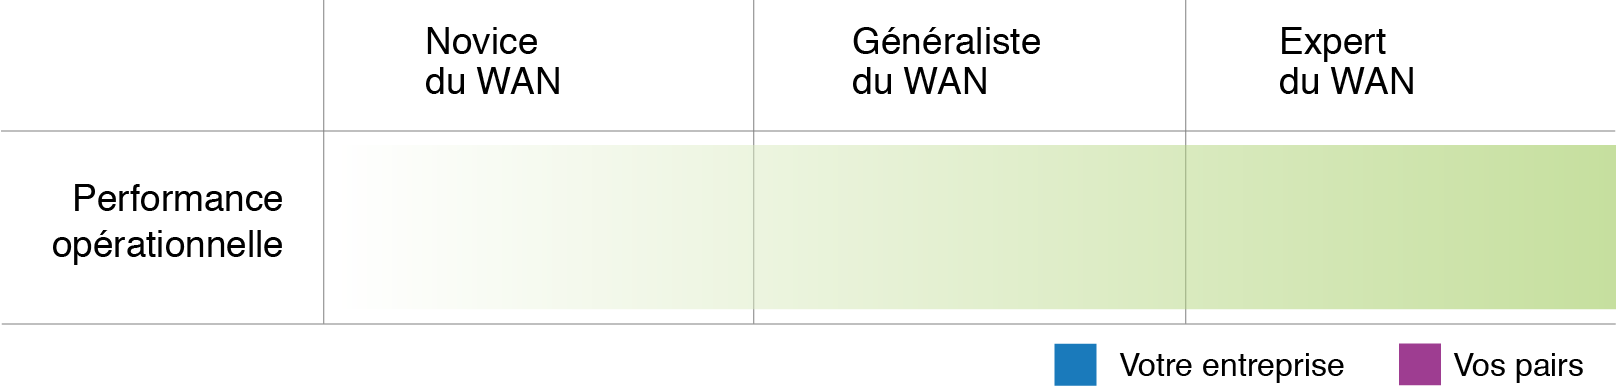 Novice
du WAN
Généraliste
du WAN
Expert
du WAN
Performance
opérationnelle
Votre entreprise
Vos pairs